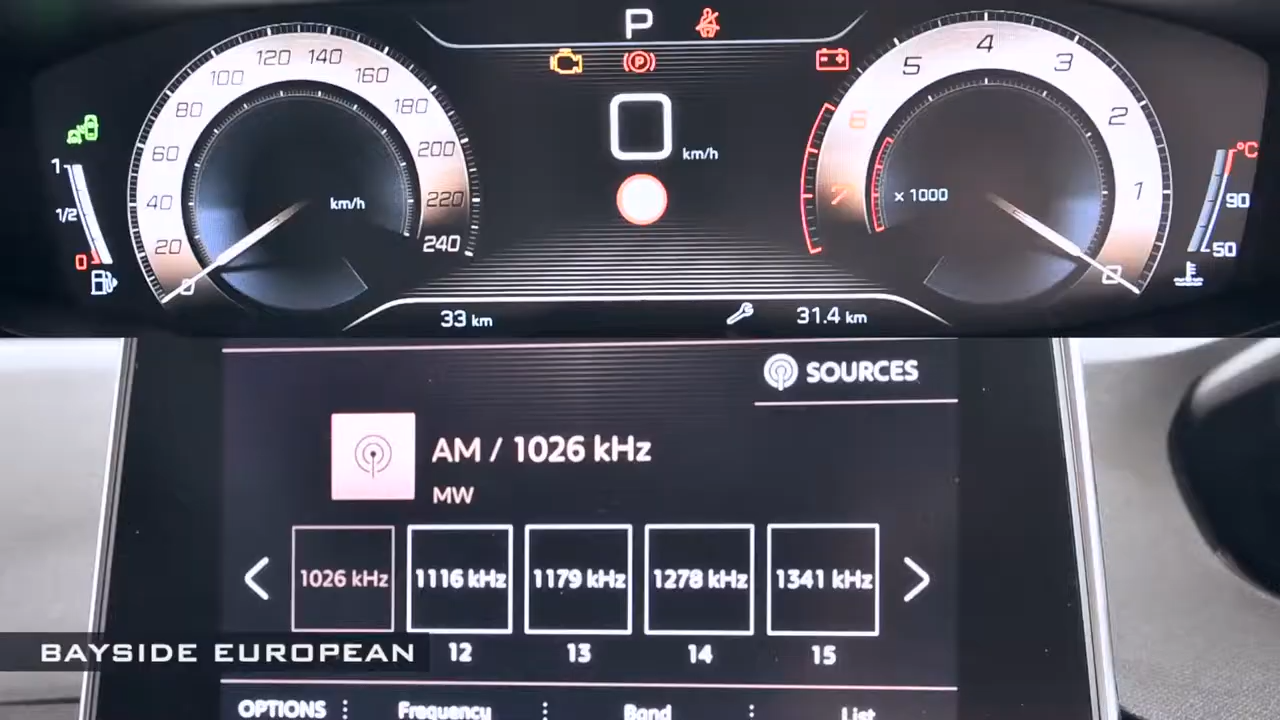 P
120 140
100 160
80 180
60 200
40 220
20 240
0
km/h
1
1/2
0
km/h
4
5 3
6 2
7 1
0
x 1000
°C
90
50
33 km
31.4 km
SOURCES
AM / 1026 kHz
MW
1026 kHz 1116 kHz 1179 kHz 1278 kHz 1341 kHz
12 13 14 15
BAYSIDE EUROPEAN
OPTIONS Frequency Band List